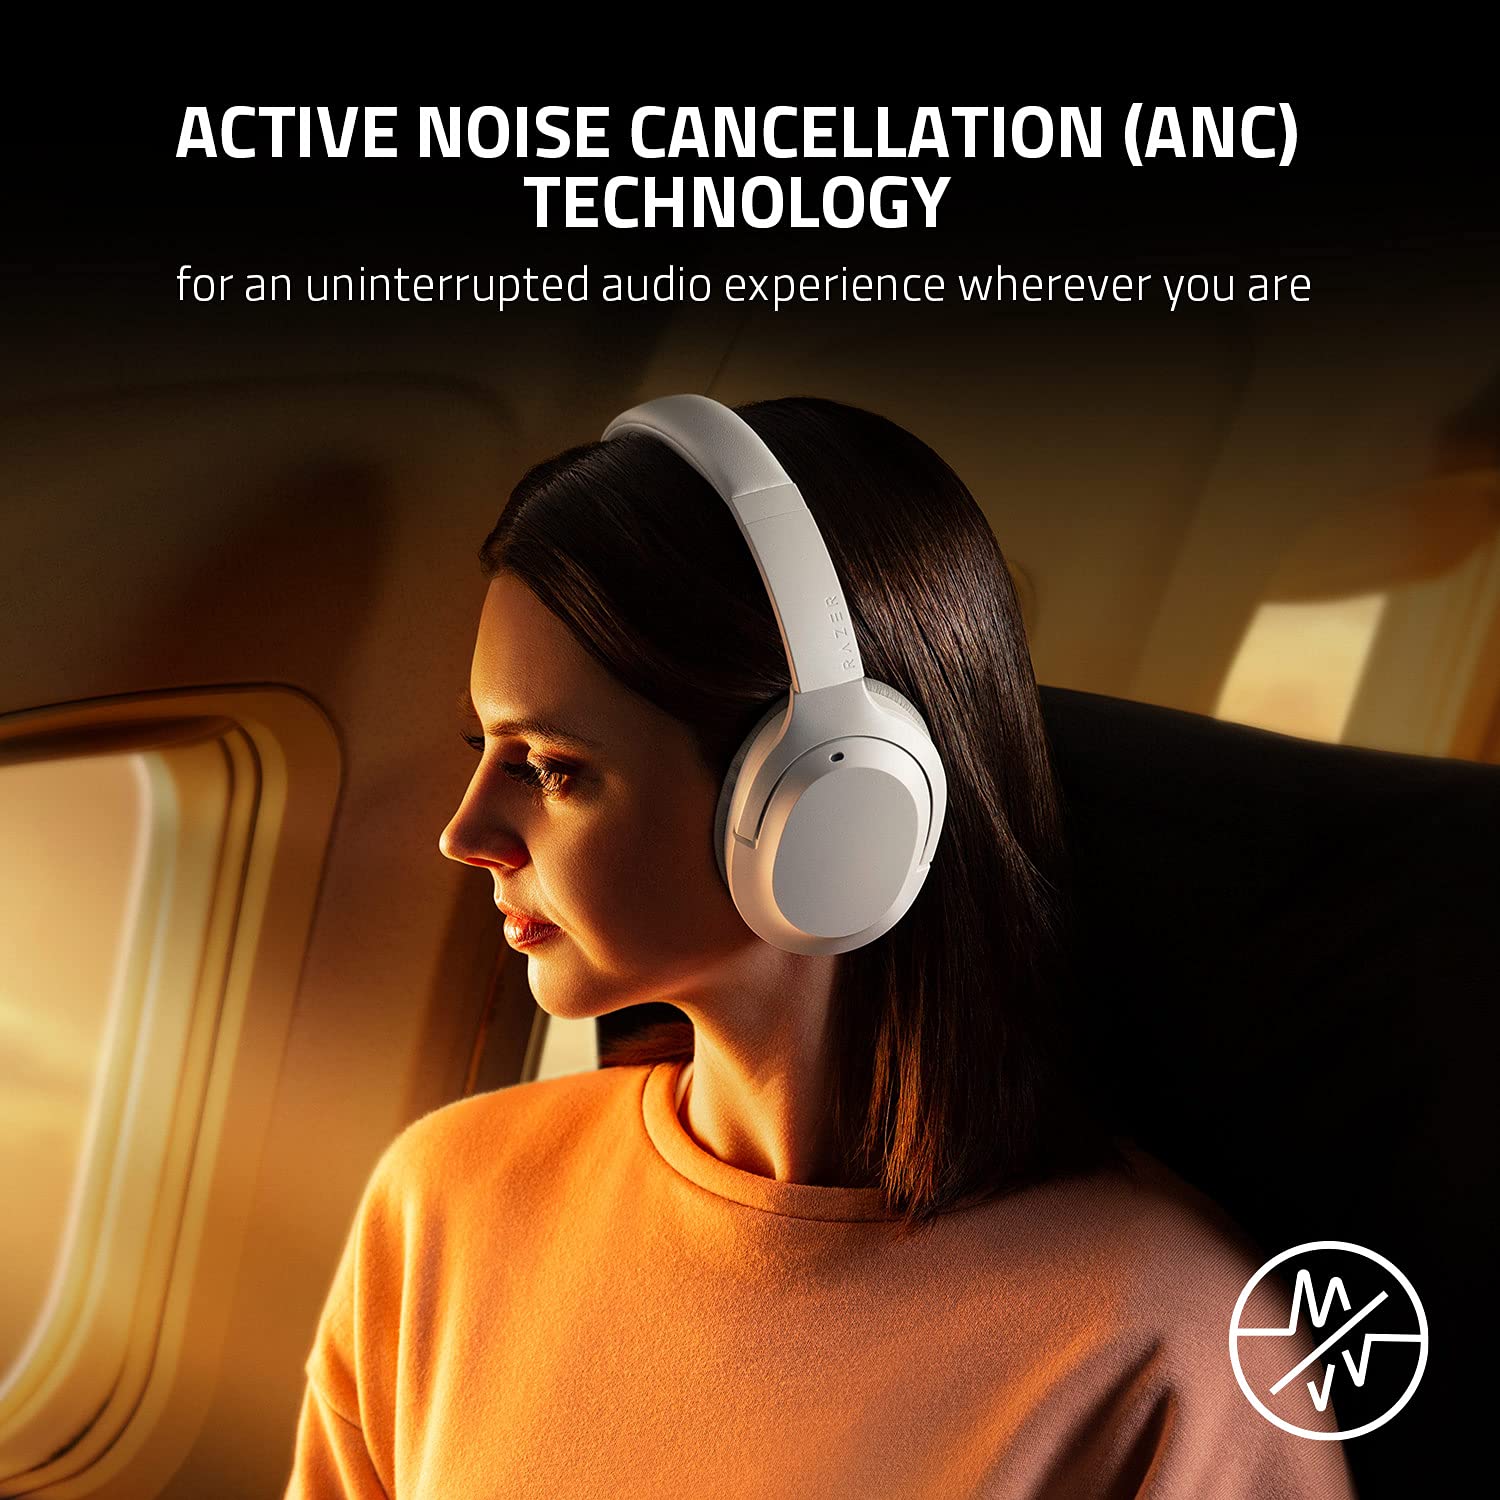 ACTIVE NOISE CANCELLATION (ANC)
TECHNOLOGY
for an uninterrupted audio experience wherever you are
RAZER